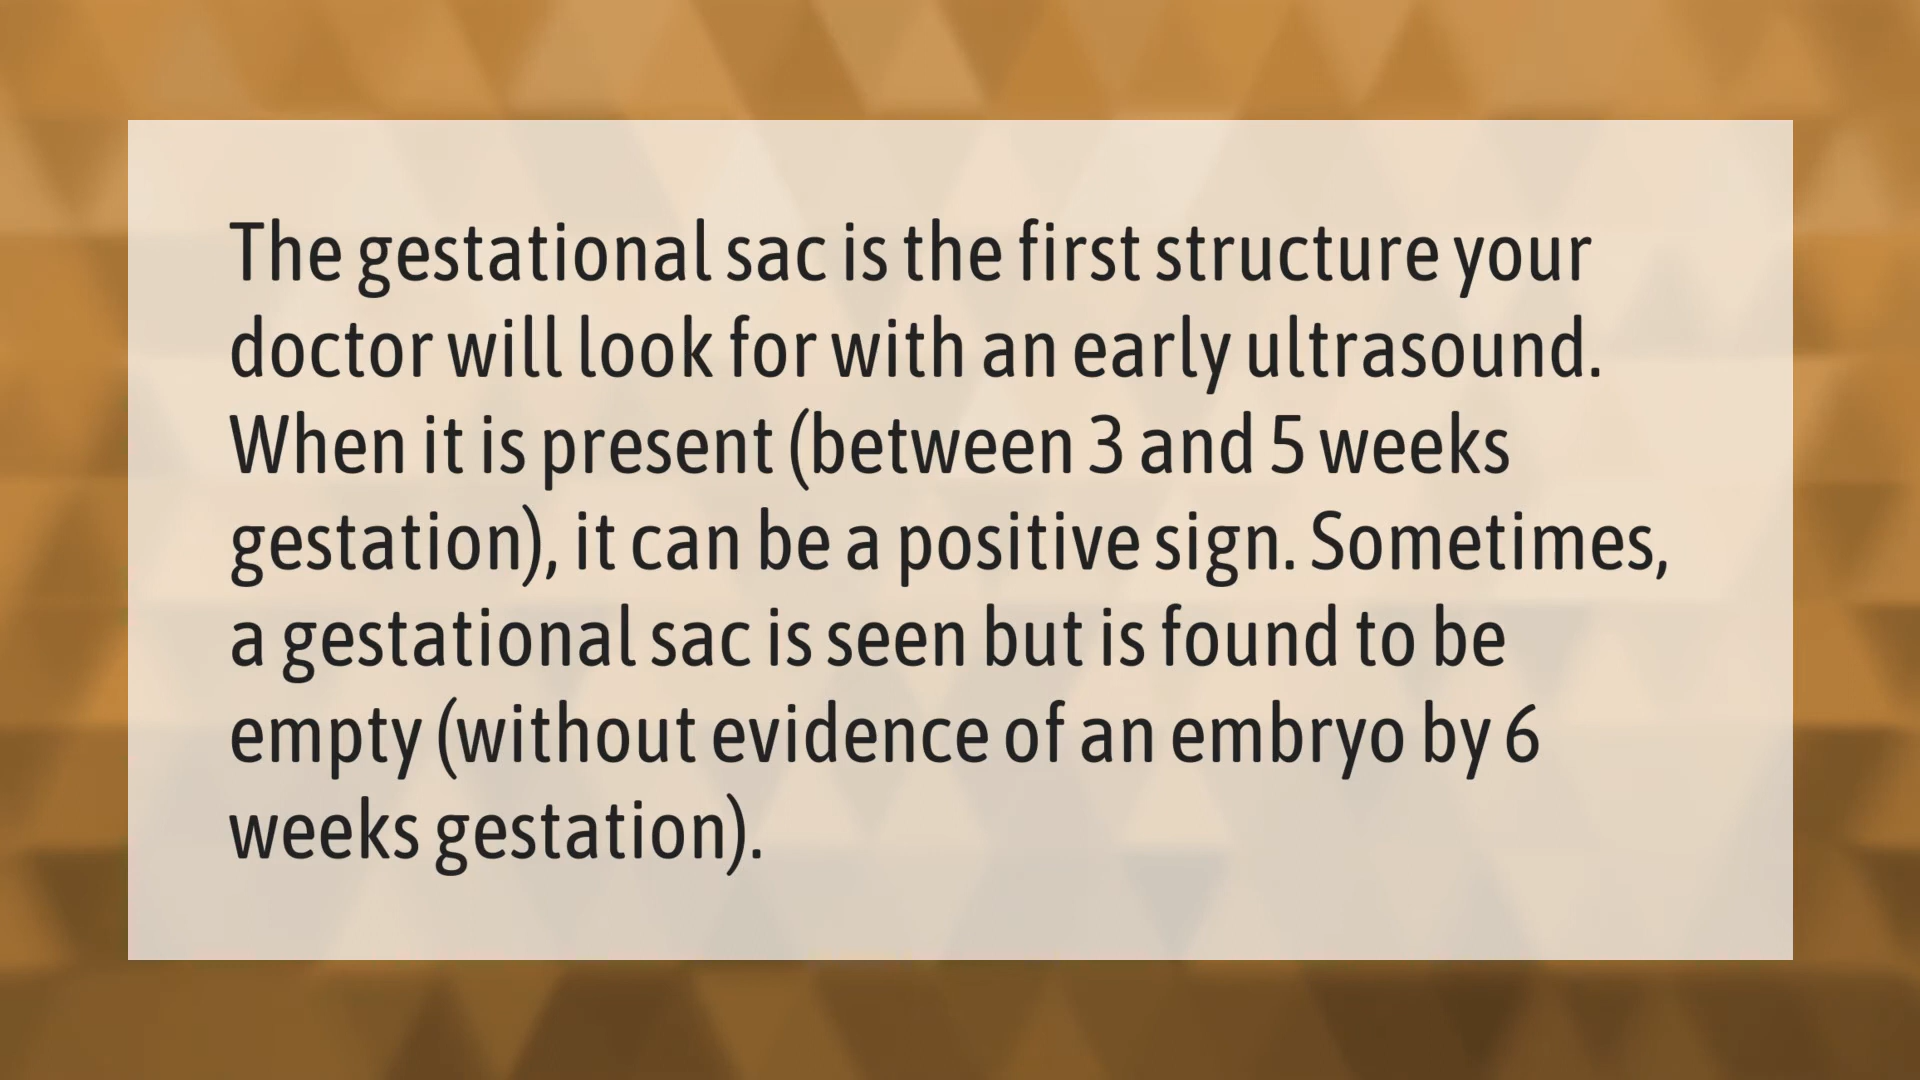 The gestational sac is the first structure your
doctor will look for with an early ultrasound.
When it is present (between 3 and 5 weeks
gestation), it can be a positive sign. Sometimes,
a gestational sac is seen but is found to be
empty (without evidence of an embryo by 6
weeks gestation).